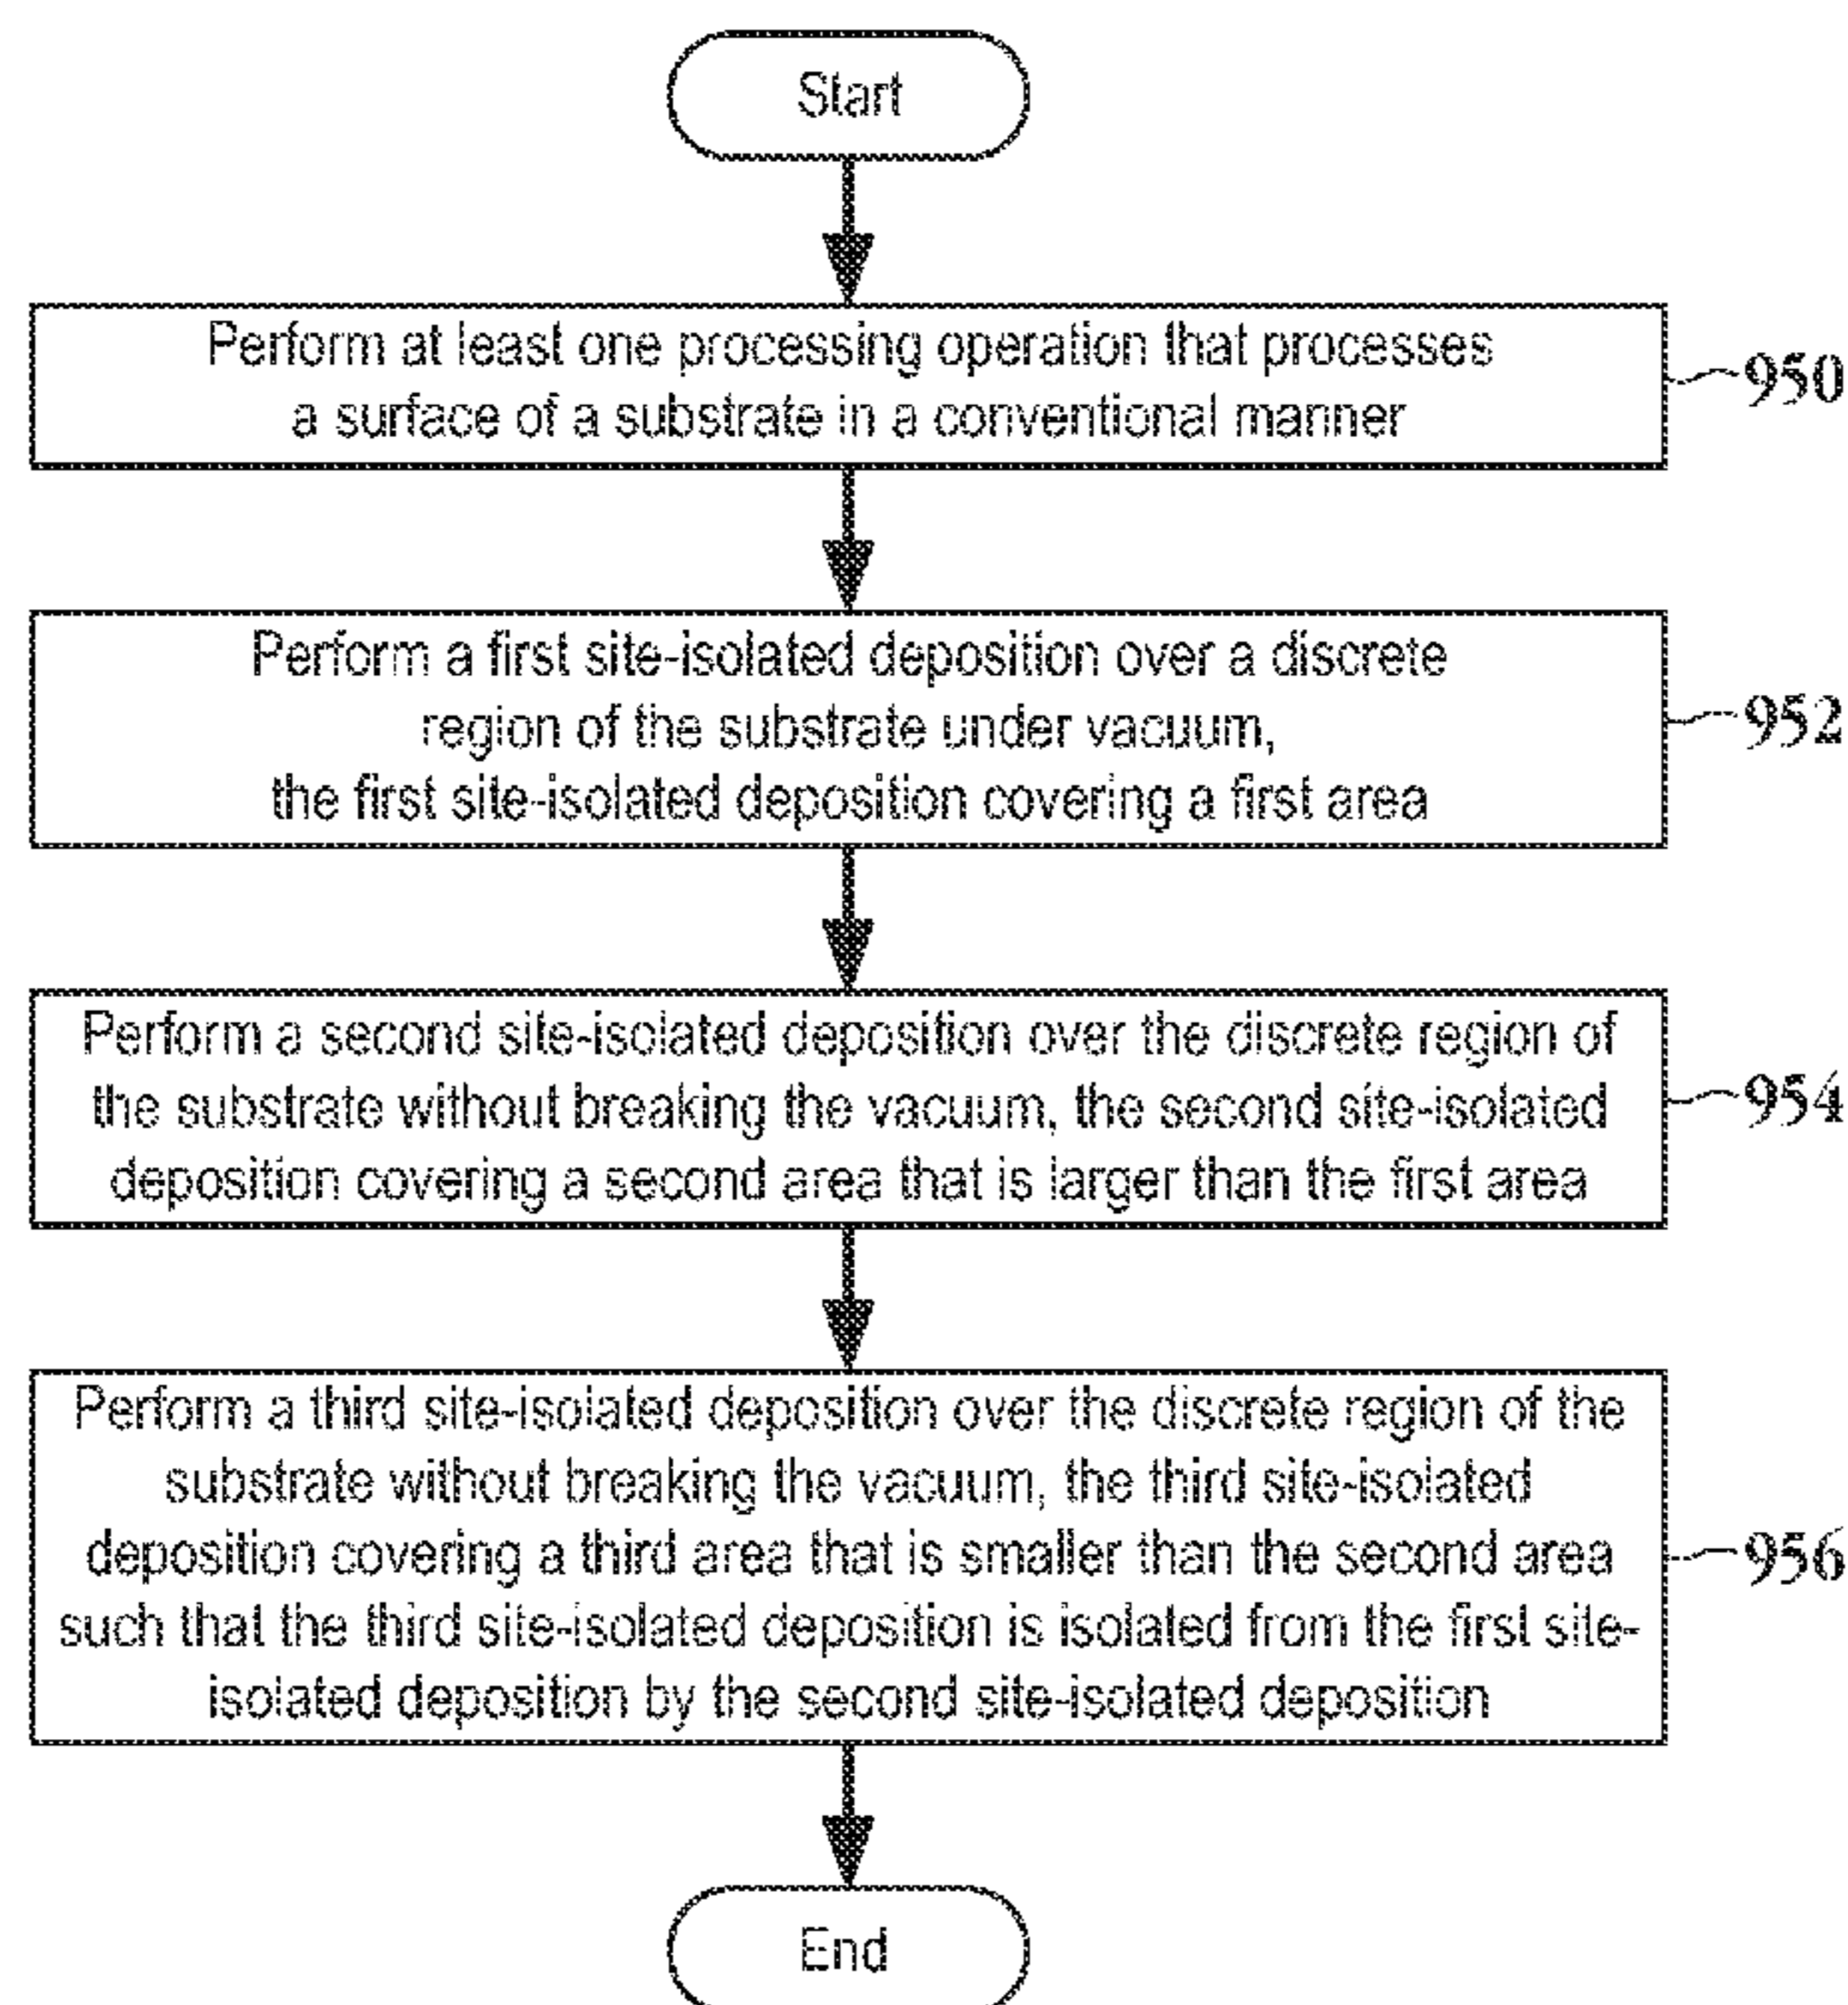 Start
Perform at least one processing operation that processes
a surface of a substrate in a conventional manner
950
Perform a first site-isolated deposition over a discrete
region of the substrate under vacuum,
the first site-isolated deposition covering a first area
952
Perform a second site-isolated deposition over the discrete region of
the substrate without breaking the vacuum, the second site-isolated
deposition covering a second area that is larger than the first area
954
Perform a third site-isolated deposition over the discrete region of the
substrate without breaking the vacuum, the third site-isolated
deposition covering a third area that is smaller than the second area
such that the third site-isolated deposition is isolated from the first site-
isolated deposition by the second site-isolated deposition
956
End